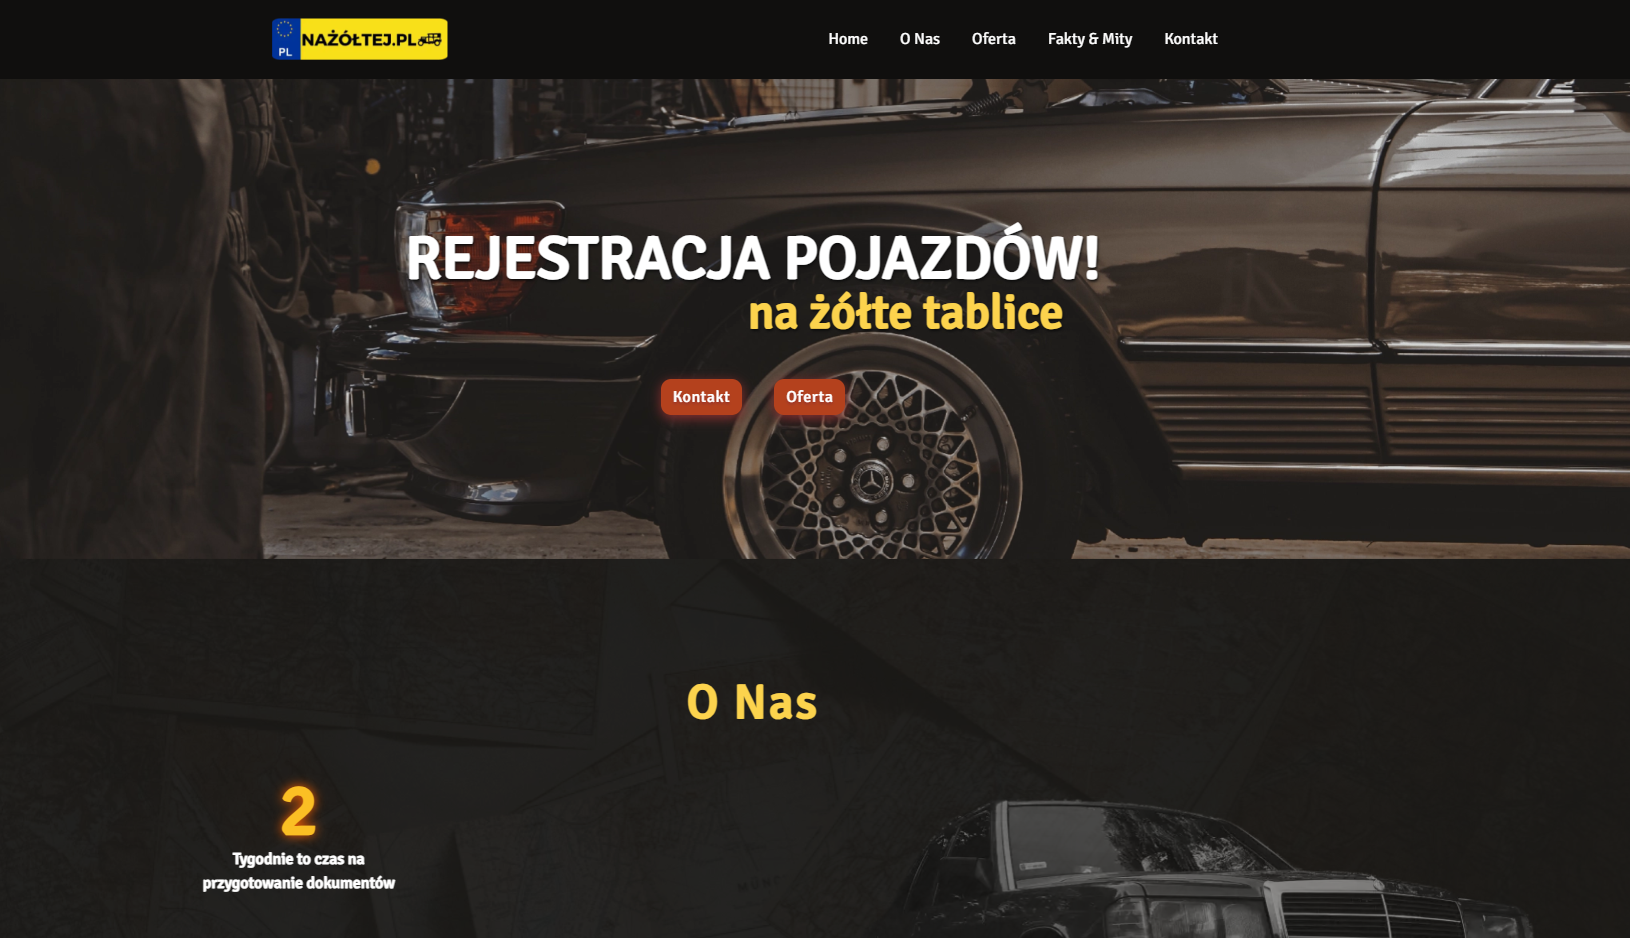 PL NAŻÓŁTEJ.PL
Home O Nas Oferta Fakty & Mity Kontakt
REJESTRACJA POJAZDÓW!
na żółte tablice
Kontakt Oferta
O Nas
2
Tygodnie to czas na
przygotowanie dokumentów